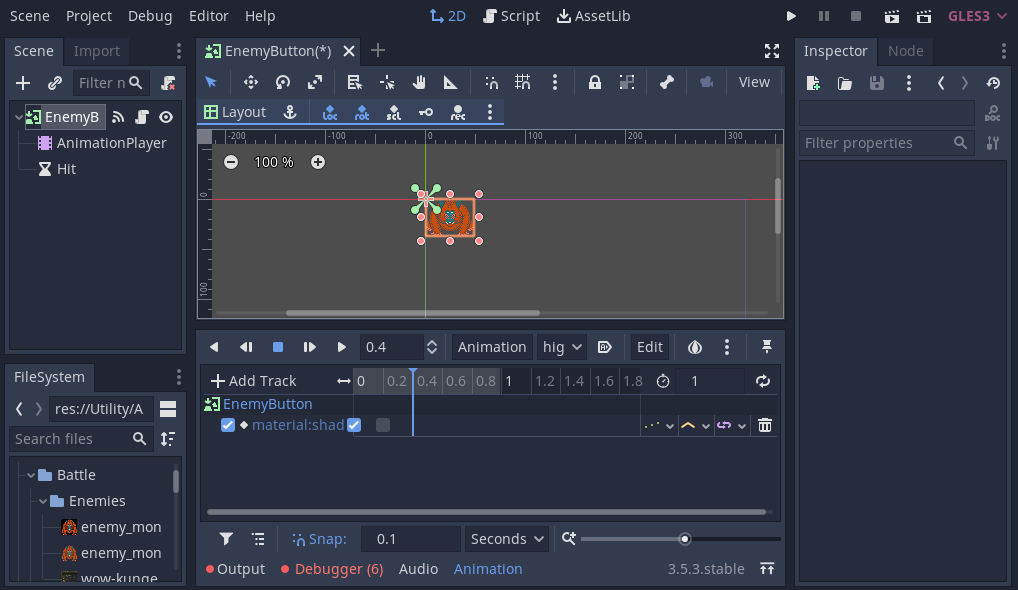 Scene Project Debug Editor Help 2D Script AssetLib GLES3
Scene Import
Filter n
EnemyB
AnimationPlayer
Hit
EnemyButton(*)
View
Layout
-200 -100 0 100 200 300
100 %
0
100
0.4 Animation hig Edit
Add Track 0 0.2 0.4 0.6 0.8 1 1.2 1.4 1.6 1.8 1
EnemyButton
material:shad
Snap: 0.1 Seconds
Output Debugger (6) Audio Animation 3.5.3.stable
FileSystem
res://Utility/A
Search files
Battle
Enemies
enemy_mon
enemy_mon
wow-kunge
Inspector Node
DOC
Filter properties